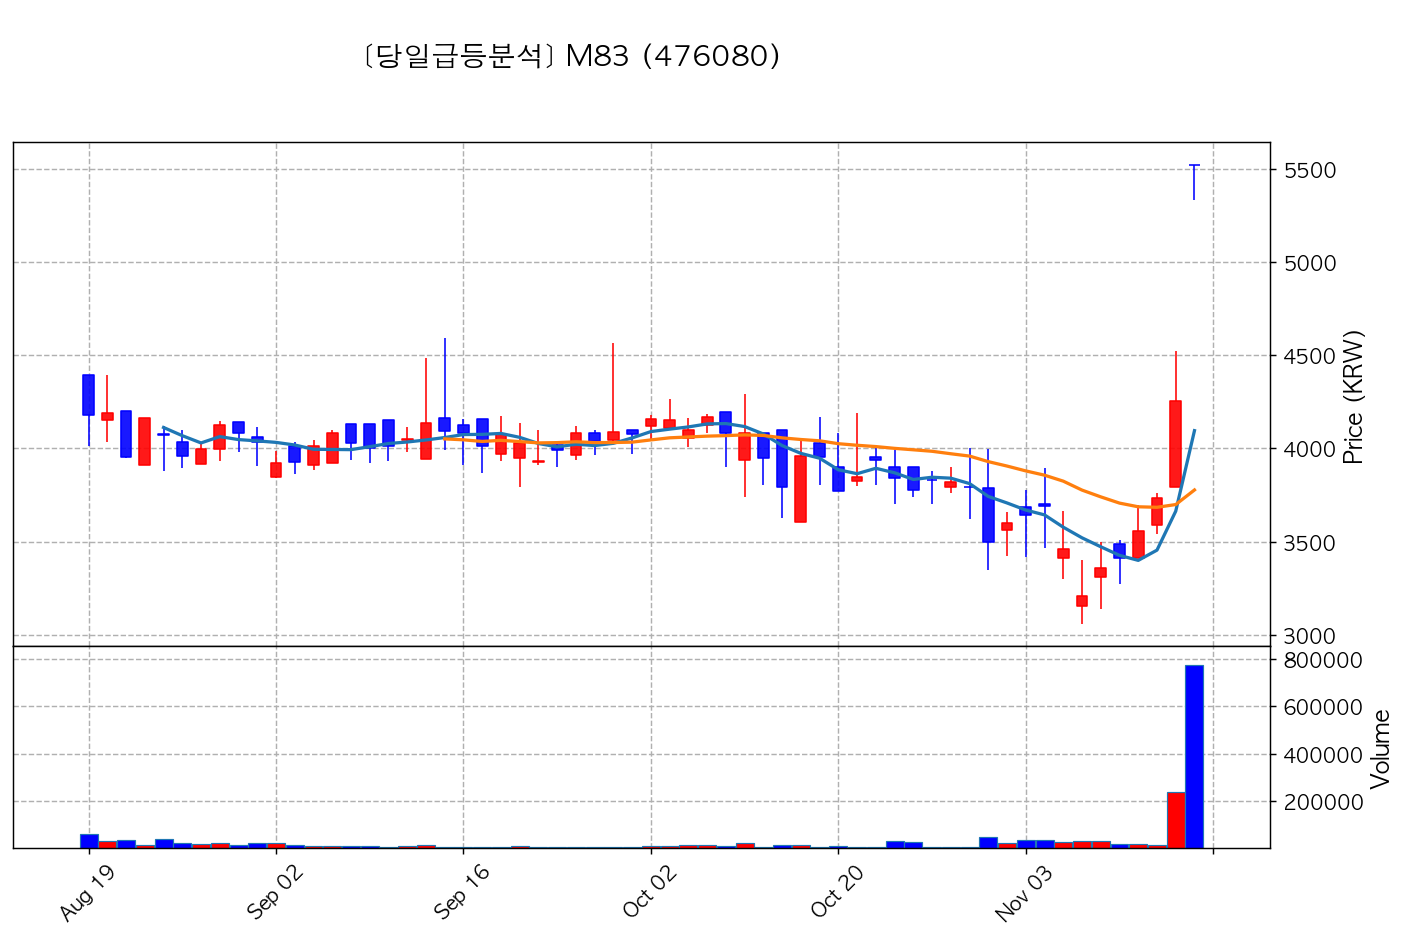 [당일급등분석] M83 (476080)
5500
5000
4500
4000
3500
3000
Price (KRW)
800000
600000
400000
200000
Volume
Aug 19
Sep 02
Sep 16
Oct 02
Oct 20
Nov 03